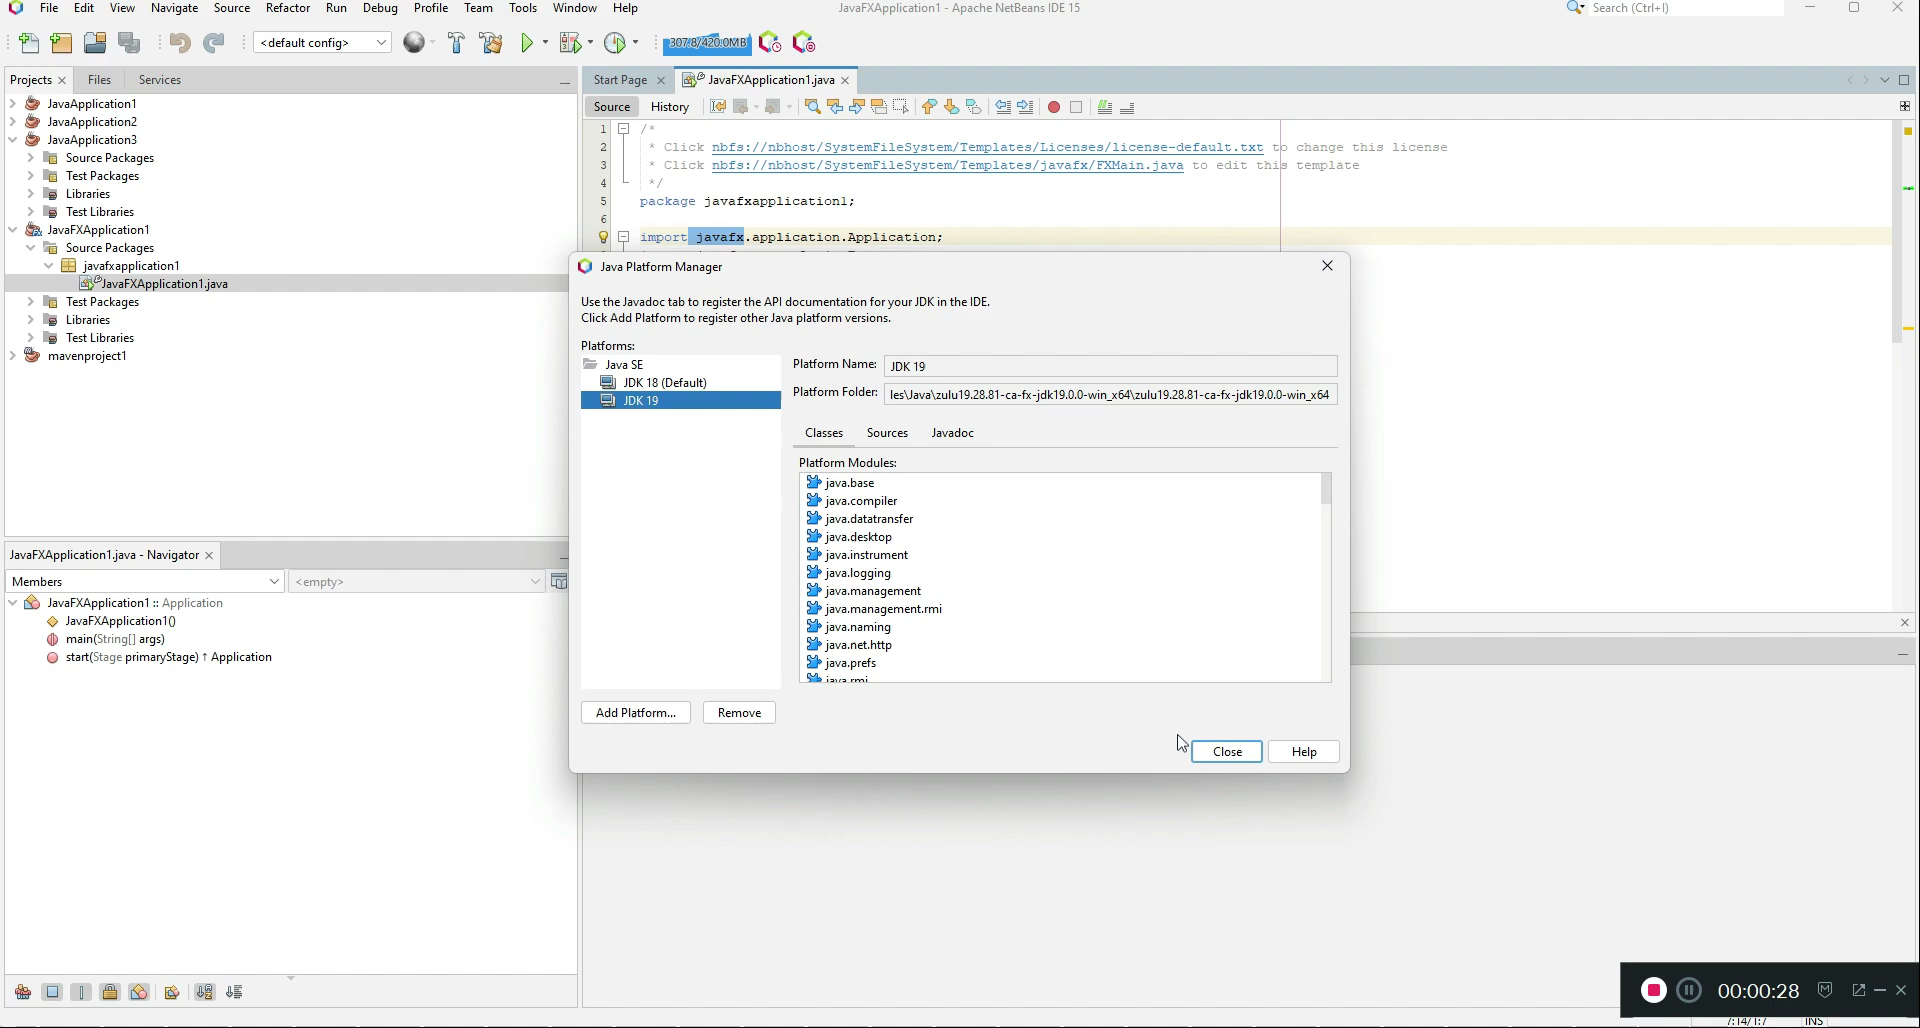 File Edit View Navigate Source Refactor Run Debug Profile Team Tools Window Help JavaFXApplication1 - Apache NetBeans IDE 15 Search (Ctrl+I)
<default config> 307.8/420.0MB
Projects Files Services Start Page JavaFXApplication1.java
Source History
JavaApplication1
JavaApplication2
JavaApplication3
Source Packages
Test Packages
Libraries
Test Libraries
JavaFXApplication1
Source Packages
javafxapplication1
JavaFXApplication1.java
Test Packages
Libraries
Test Libraries
mavenproject1
1 /*
2 * Click nbfs://nbhost/SystemFileSystem/Templates/Licenses/license-default.txt to change this license
3 * Click nbfs://nbhost/SystemFileSystem/Templates/javafx/FXMain.java to edit this template
4 */
5 package javafxapplication1;
6
import javafx.application.Application;
Java Platform Manager
Use the Javadoc tab to register the API documentation for your JDK in the IDE.
Click Add Platform to register other Java platform versions.
Platforms:
Java SE
JDK 18 (Default)
JDK 19
Platform Name: JDK 19
Platform Folder: les\Java\zulu19.28.81-ca-fx-jdk19.0.0-win_x64\zulu19.28.81-ca-fx-jdk19.0.0-win_x64
Classes Sources Javadoc
Platform Modules:
java.base
java.compiler
java.datatransfer
java.desktop
java.instrument
java.logging
java.management
java.management.rmi
java.naming
java.net.http
java.prefs
java.rmi
Add Platform... Remove
Close Help
JavaFXApplication1.java - Navigator
Members <empty>
JavaFXApplication1 :: Application
JavaFXApplication1()
main(String[] args)
start(Stage primaryStage) ↑ Application
00:00:28
7:14/1:7 INS